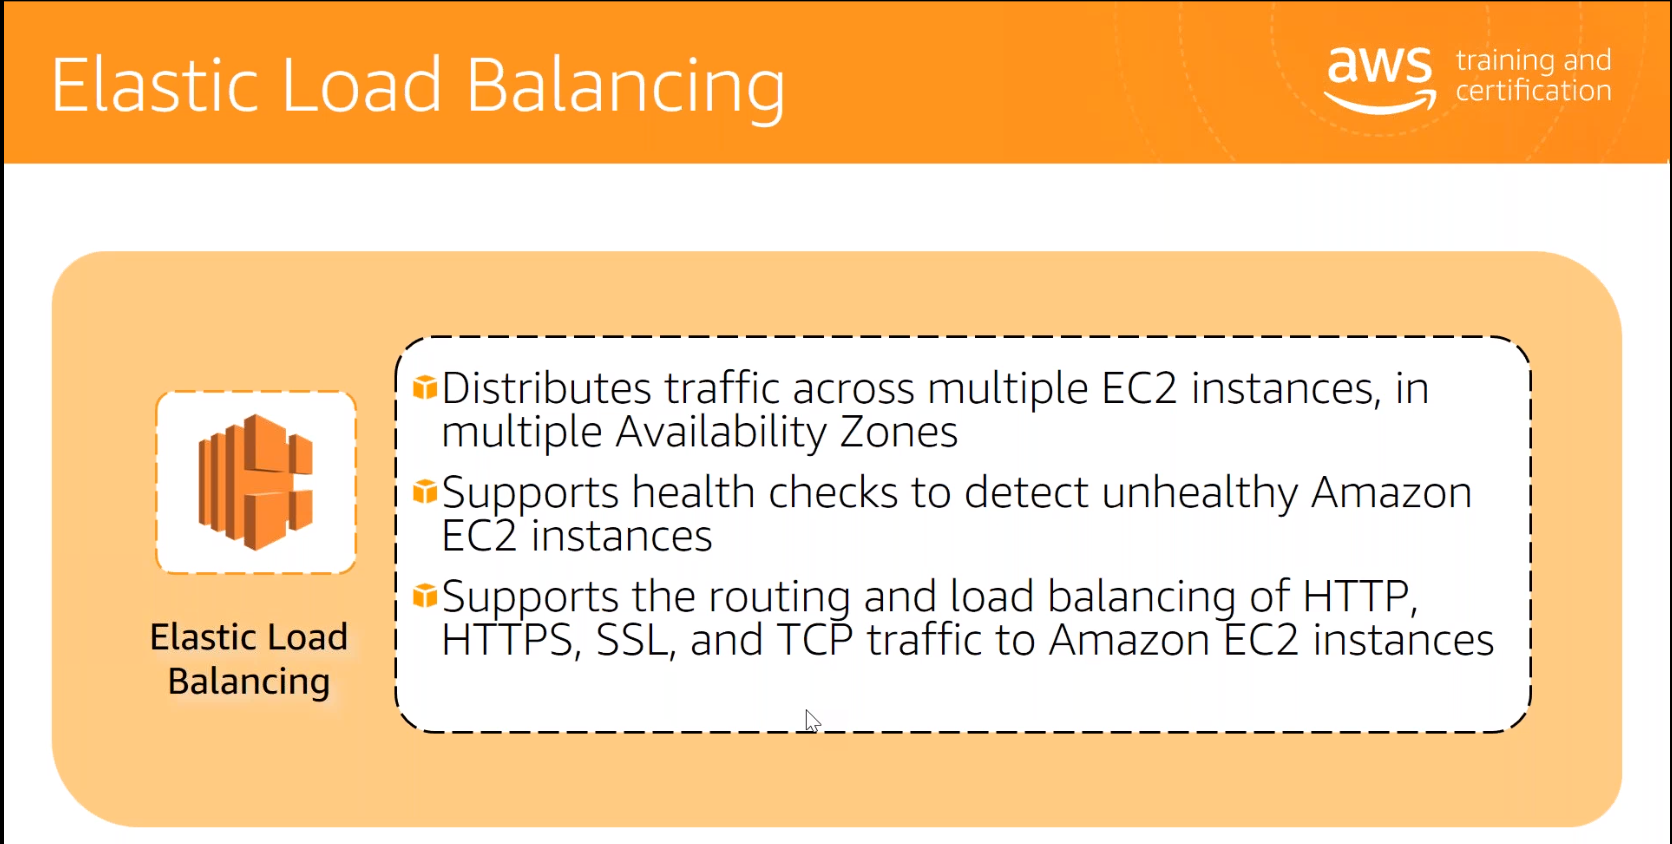 Elastic Load Balancing
aws training and
certification
Distributes traffic across multiple EC2 instances, in
multiple Availability Zones
Supports health checks to detect unhealthy Amazon
EC2 instances
Supports the routing and load balancing of HTTP,
HTTPS, SSL, and TCP traffic to Amazon EC2 instances
Elastic Load
Balancing